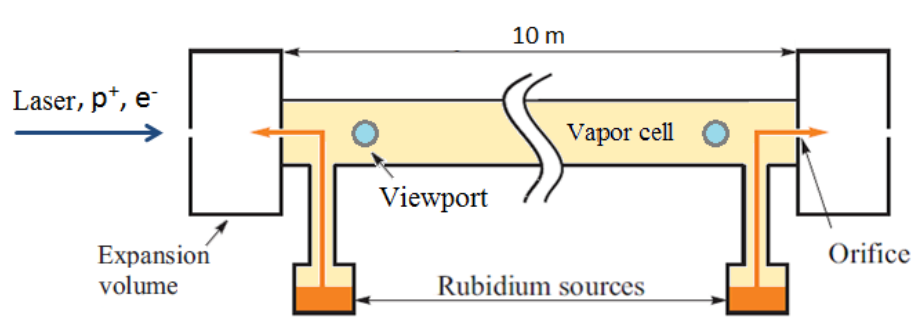 10 m
Laser, p⁺, e⁻
Vapor cell
Viewport
Expansion
volume
Orifice
Rubidium sources